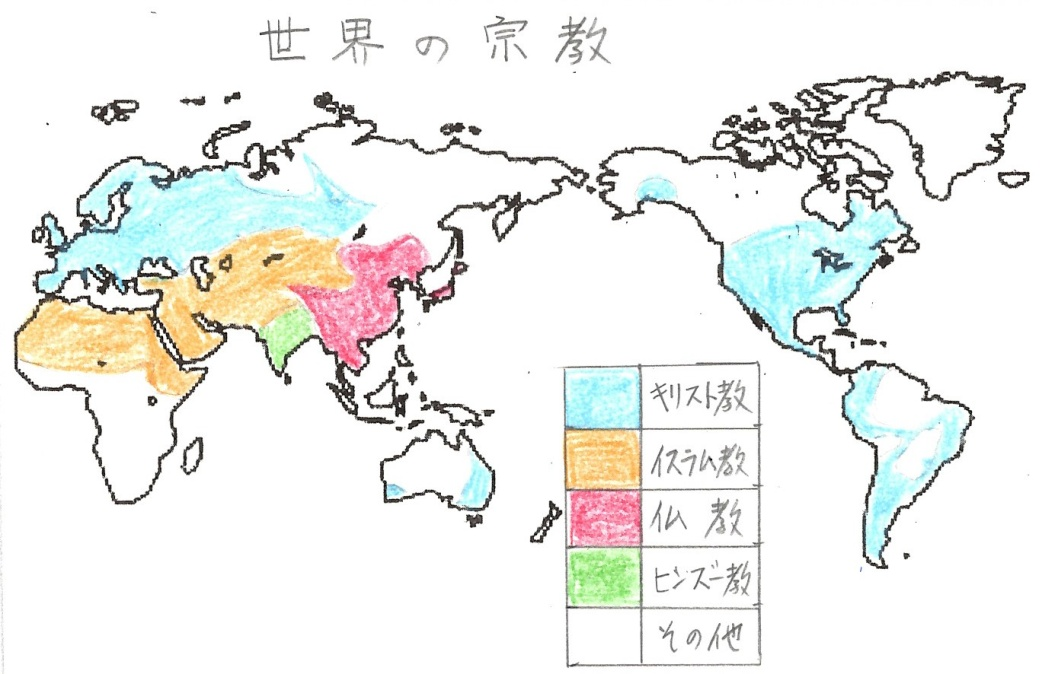 世界の宗教
キリスト教
イスラム教
仏教
ヒンズー教
その他